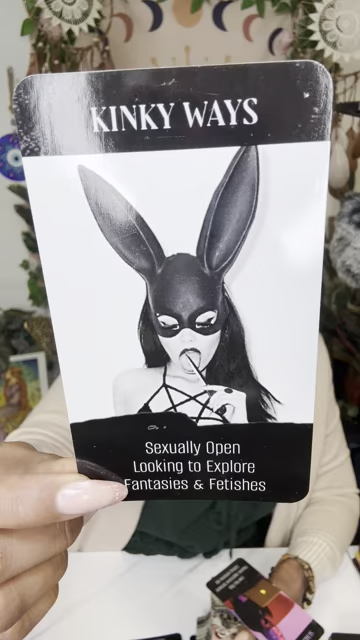 KINKY WAYS
Sexually Open
Looking to Explore
Fantasies & Fetishes